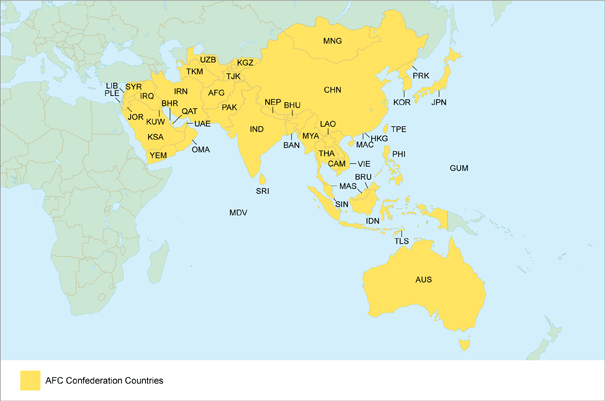 MNG
UZB
KGZ
TKM
TJK
PRK
LIB
SYR
PLE
IRQ
IRN
AFG
CHN
KOR
JPN
BHR
QAT
JOR
KUW
PAK
NEP
BHU
UAE
KSA
IND
LAO
TPE
MYA
HKG
MAC
BAN
OMA
YEM
THA
PHI
CAM
VIE
GUM
BRU
SRI
MAS
SIN
MDV
IDN
TLS
AUS
AFC Confederation Countries